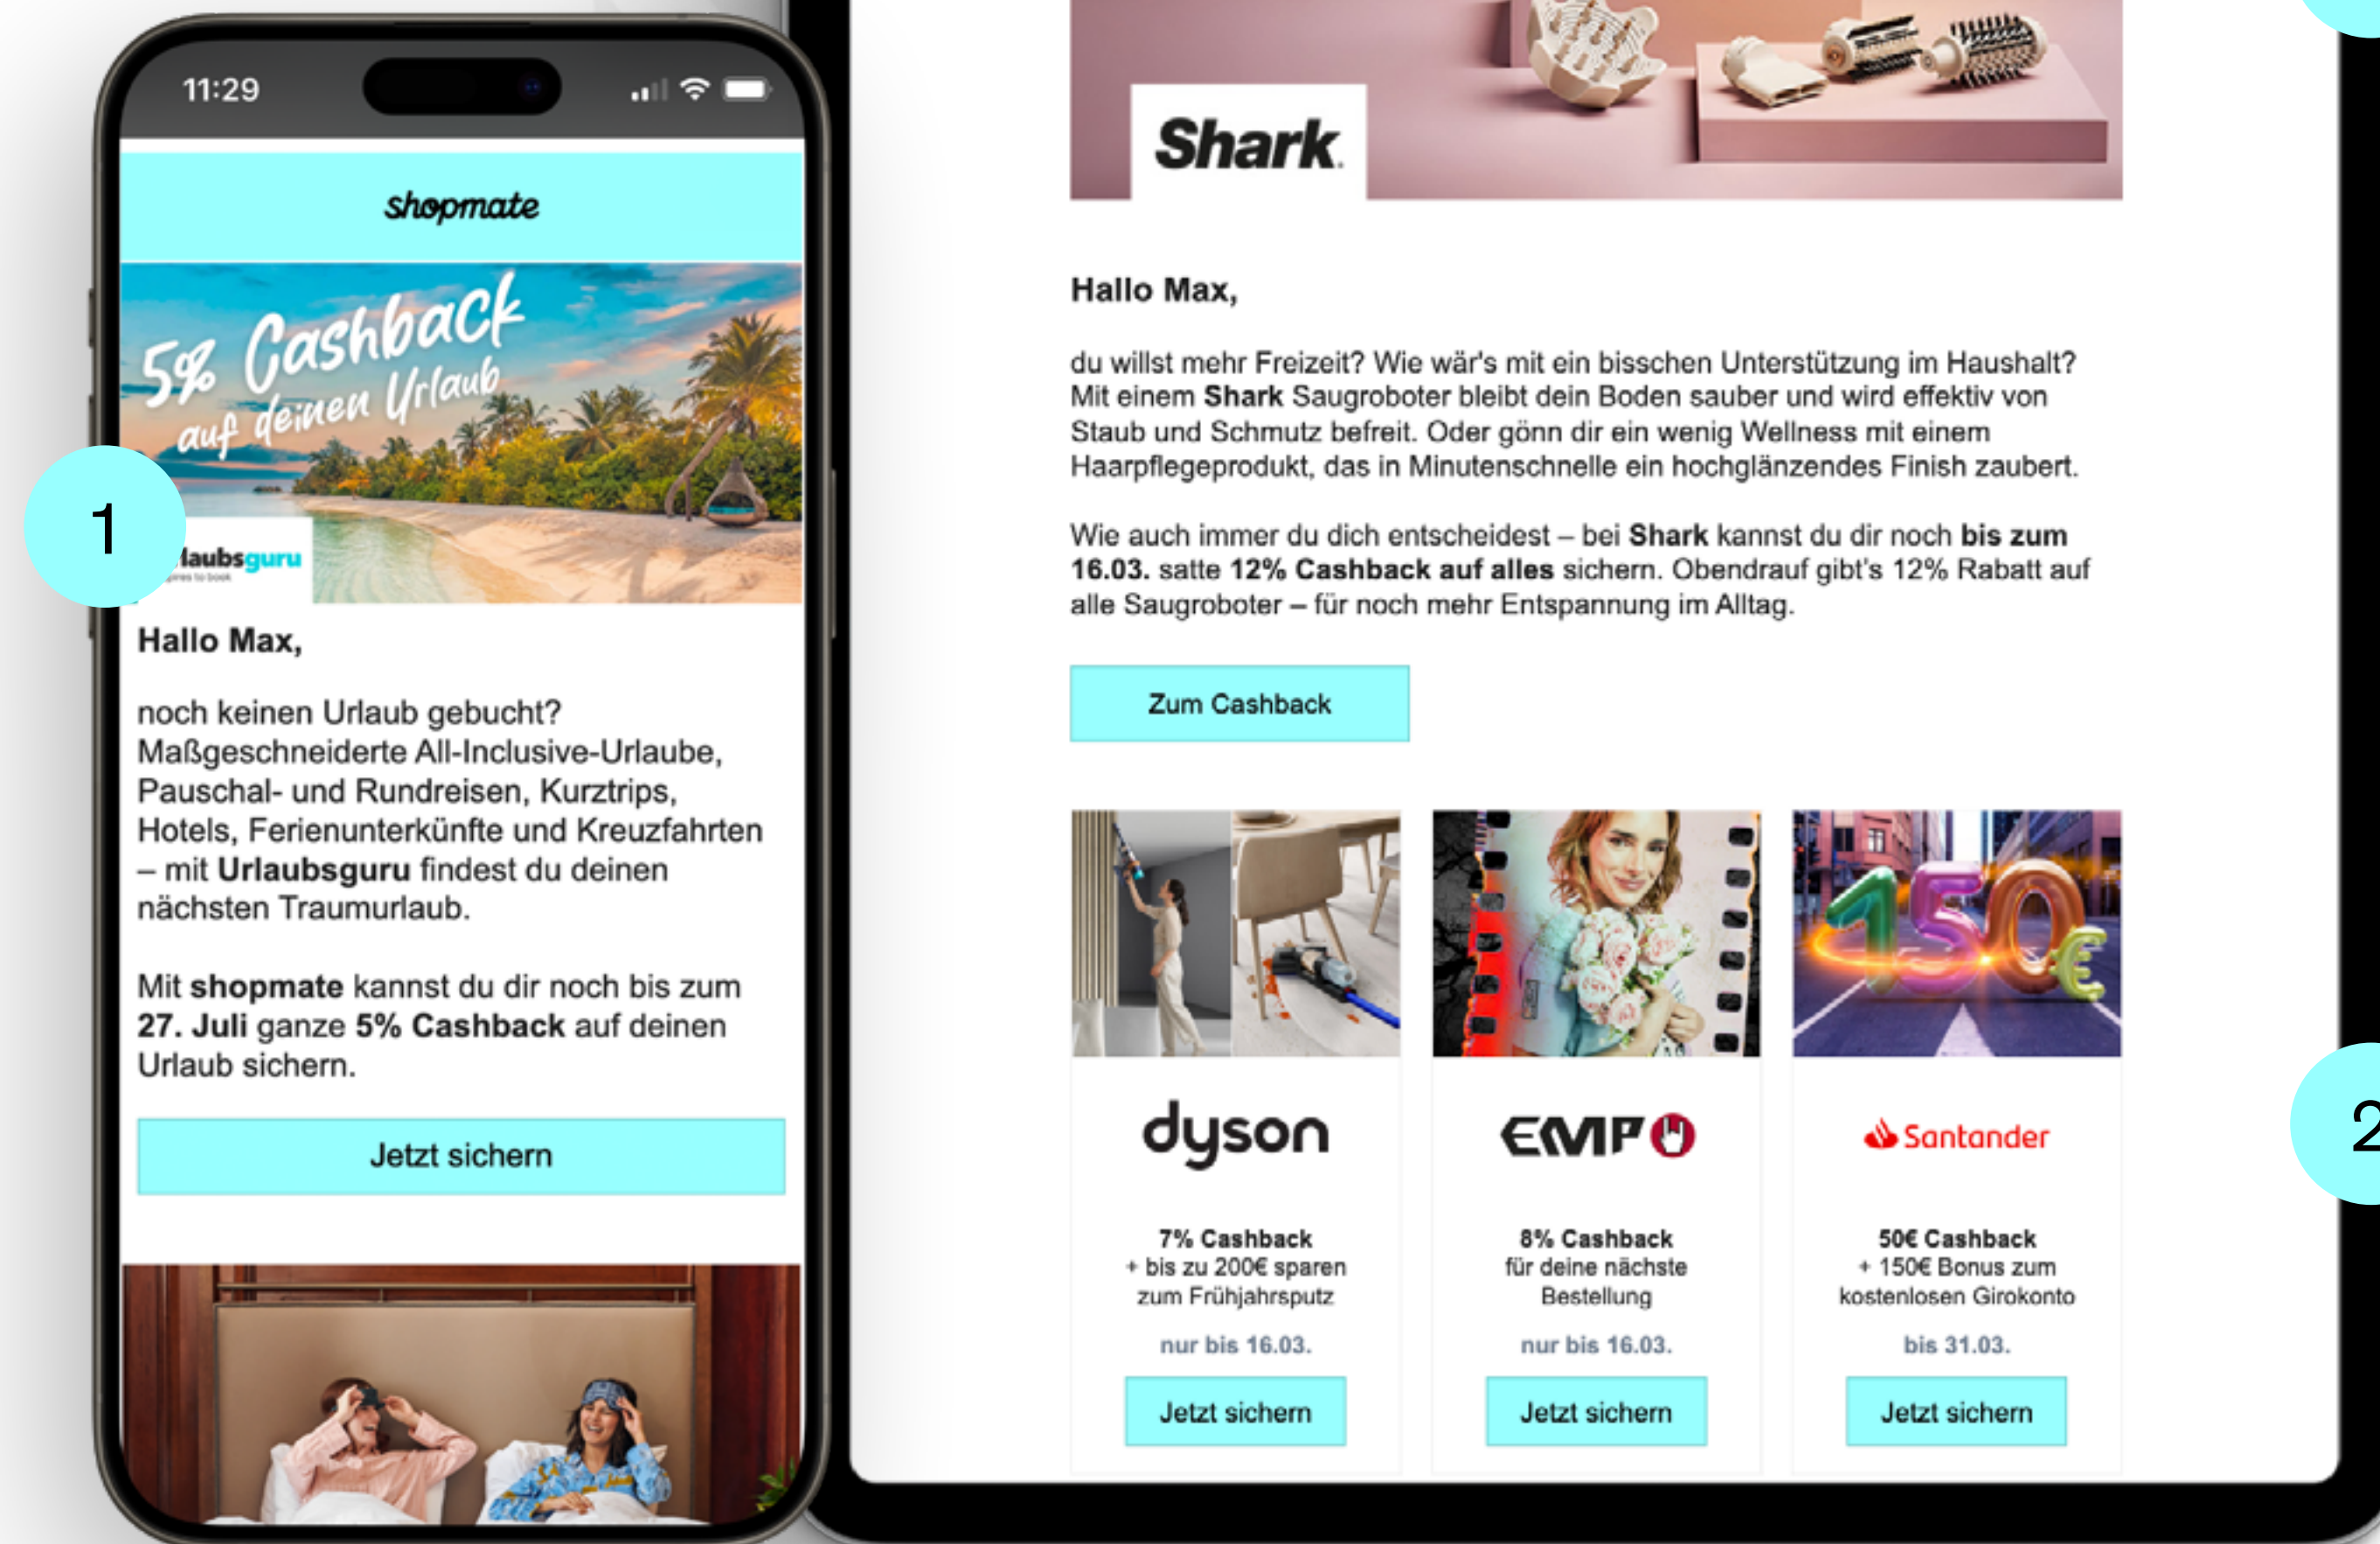 11:29
shopmate
5% Cashback
auf deinen Urlaub
1
laubsguru
Hallo Max,
noch keinen Urlaub gebucht?
Maßgeschneiderte All-Inclusive-Urlaube,
Pauschal- und Rundreisen, Kurztrips,
Hotels, Ferienunterkünfte und Kreuzfahrten
– mit Urlaubsguru findest du deinen
nächsten Traumurlaub.
Mit shopmate kannst du dir noch bis zum
27. Juli ganze 5% Cashback auf deinen
Urlaub sichern.
Jetzt sichern
Shark.
Hallo Max,
du willst mehr Freizeit? Wie wär's mit ein bisschen Unterstützung im Haushalt?
Mit einem Shark Saugroboter bleibt dein Boden sauber und wird effektiv von
Staub und Schmutz befreit. Oder gönn dir ein wenig Wellness mit einem
Haarpflegeprodukt, das in Minutenschnelle ein hochglänzendes Finish zaubert.
Wie auch immer du dich entscheidest – bei Shark kannst du dir noch bis zum
16.03. satte 12% Cashback auf alles sichern. Obendrauf gibt's 12% Rabatt auf
alle Saugroboter – für noch mehr Entspannung im Alltag.
Zum Cashback
150€
dyson
7% Cashback
+ bis zu 200€ sparen
zum Frühjahrsputz
nur bis 16.03.
Jetzt sichern
EMP
8% Cashback
für deine nächste
Bestellung
nur bis 16.03.
Jetzt sichern
Santander
50€ Cashback
+ 150€ Bonus zum
kostenlosen Girokonto
bis 31.03.
Jetzt sichern
2